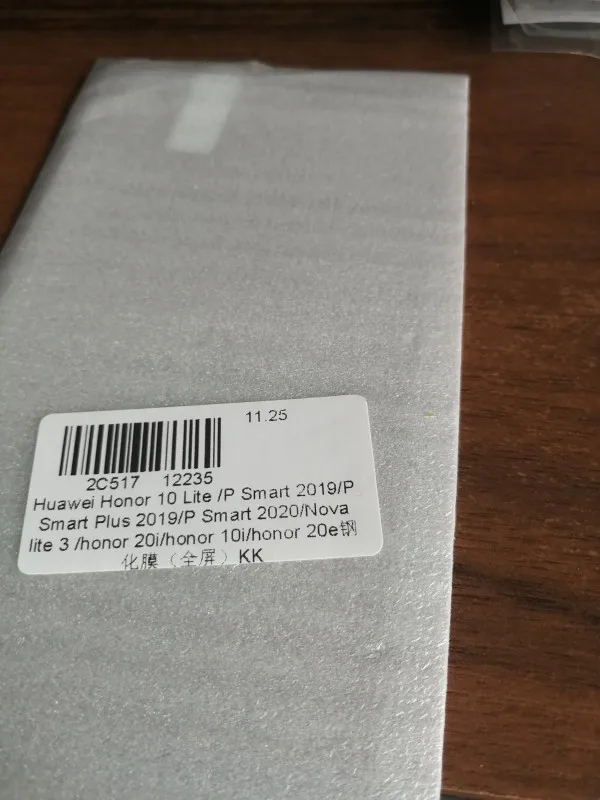 11.25
2C517 12235
Huawei Honor 10 Lite /P Smart 2019/P
Smart Plus 2019/P Smart 2020/Nova
lite 3 /honor 20i/honor 10i/honor 20e钢
化膜（全屏）KK